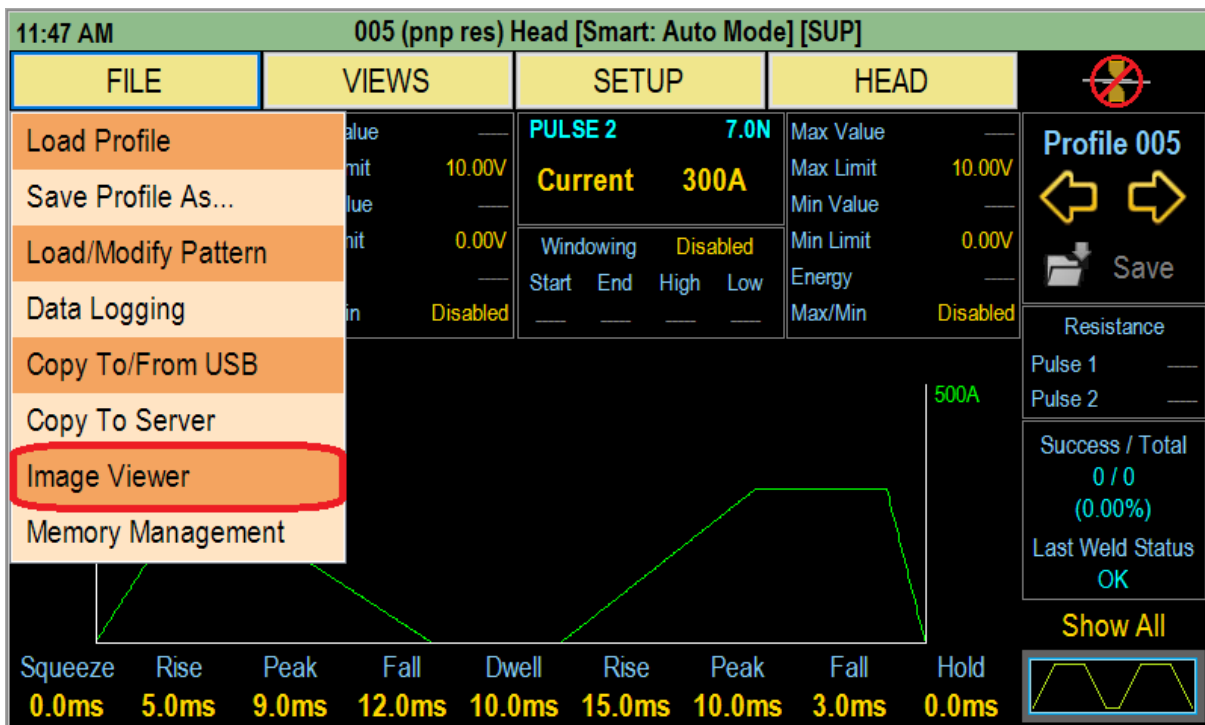 11:47 AM 005 (pnp res) Head [Smart: Auto Mode] [SUP]
FILE VIEWS SETUP HEAD
Load Profile
Save Profile As...
Load/Modify Pattern
Data Logging
Copy To/From USB
Copy To Server
Image Viewer
Memory Management
alue ----
mit 10.00V
lue ----
nit 0.00V
----
in Disabled
PULSE 2 7.0N
Current 300A
Windowing Disabled
Start End High Low
---- ---- ---- ----
Max Value ----
Max Limit 10.00V
Min Value ----
Min Limit 0.00V
Energy ----
Max/Min Disabled
Profile 005
Save
Resistance
Pulse 1 ----
Pulse 2 ----
Success / Total
0 / 0
(0.00%)
Last Weld Status
OK
Show All
500A
Squeeze Rise Peak Fall Dwell Rise Peak Fall Hold
0.0ms 5.0ms 9.0ms 12.0ms 10.0ms 15.0ms 10.0ms 3.0ms 0.0ms